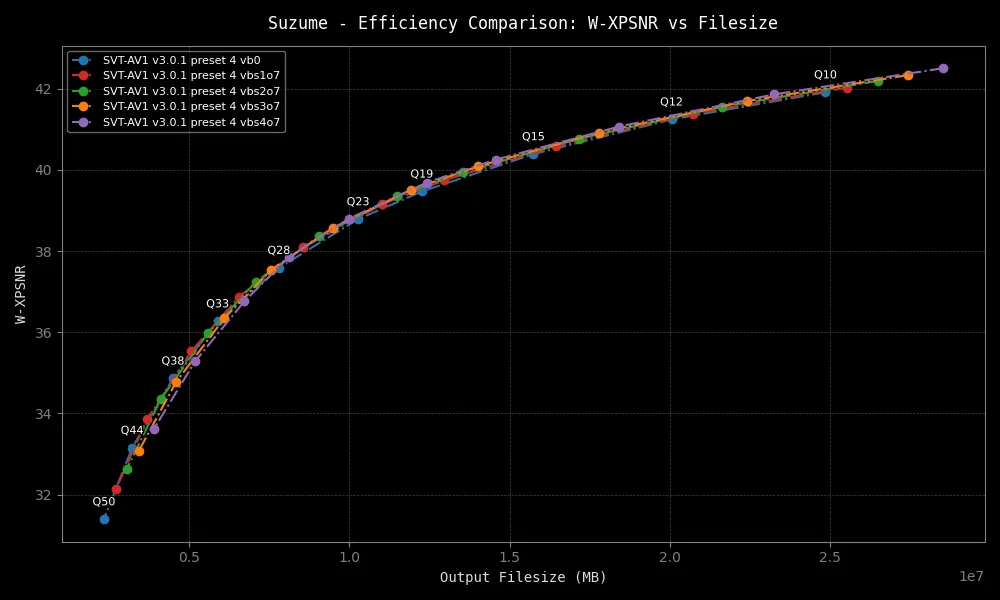 Suzume - Efficiency Comparison: W-XPSNR vs Filesize
SVT-AV1 v3.0.1 preset 4 vb0
SVT-AV1 v3.0.1 preset 4 vbs1o7
SVT-AV1 v3.0.1 preset 4 vbs2o7
SVT-AV1 v3.0.1 preset 4 vbs3o7
SVT-AV1 v3.0.1 preset 4 vbs4o7
W-XPSNR
42
40
38
36
34
32
Q10
Q12
Q15
Q19
Q23
Q28
Q33
Q38
Q44
Q50
0.5 1.0 1.5 2.0 2.5
1e7
Output Filesize (MB)